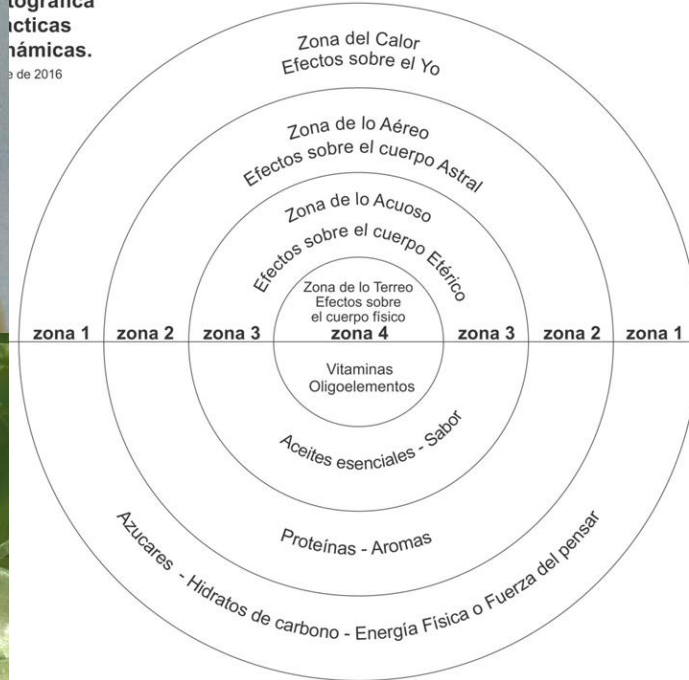 ácticas
námicas.
e de 2016
Zona del Calor
Efectos sobre el Yo
Zona de lo Aéreo
Efectos sobre el cuerpo Astral
Zona de lo Acuoso
Efectos sobre el cuerpo Etérico
Zona de lo Terreo
Efectos sobre
el cuerpo físico
zona 1 zona 2 zona 3 zona 4 zona 3 zona 2 zona 1
Vitaminas
Oligoelementos
Aceites esenciales - Sabor
Proteínas - Aromas
Azucares - Hidratos de carbono - Energía Física o Fuerza del pensar